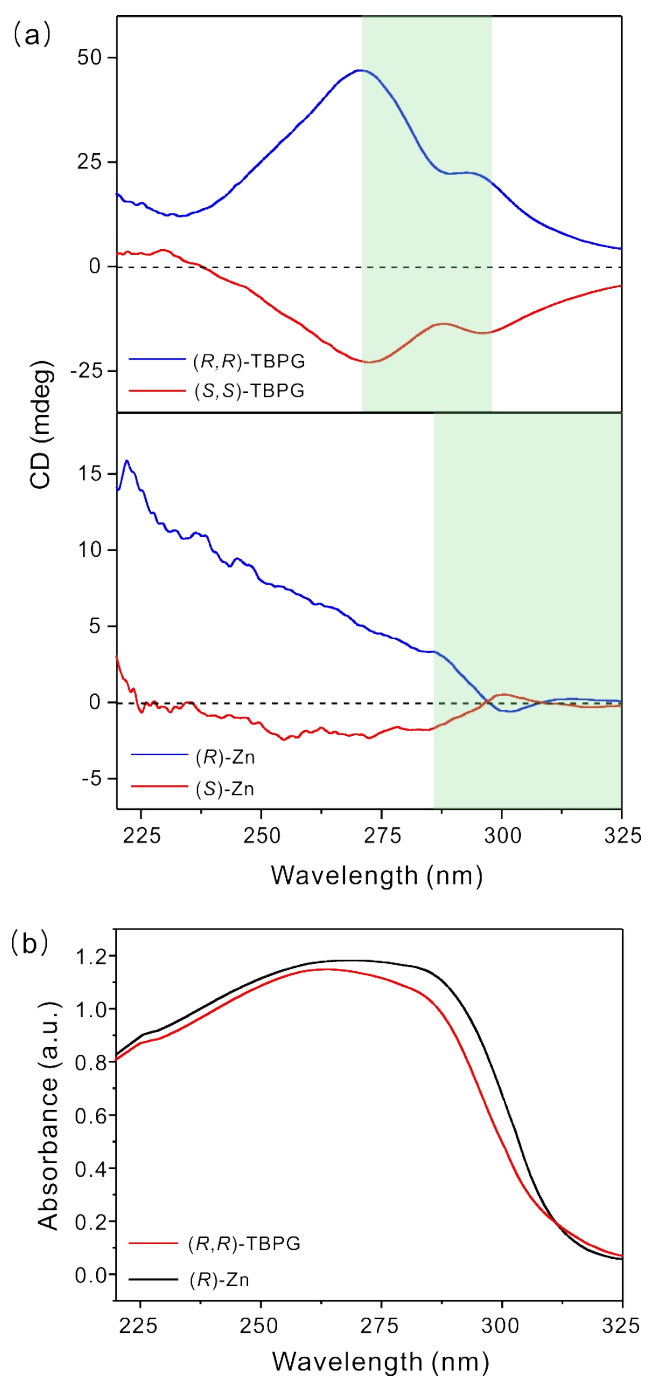 (a)
50
25
0
-25
(R,R)-TBPG
(S,S)-TBPG
CD (mdeg)
15
10
5
0
-5
(R)-Zn
(S)-Zn
225 250 275 300 325
Wavelength (nm)
(b)
1.2
1.0
0.8
0.6
0.4
0.2
0.0
Absorbance (a.u.)
(R,R)-TBPG
(R)-Zn
225 250 275 300 325
Wavelength (nm)